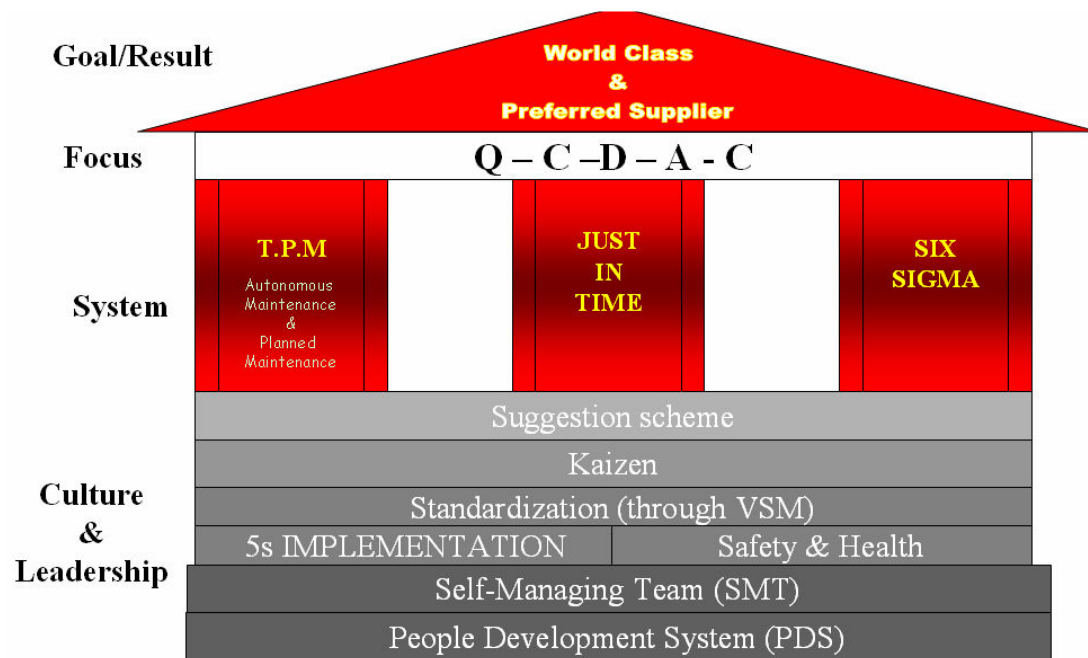 Goal/Result
World Class
&
Preferred Supplier
Focus
Q – C –D – A - C
System
T.P.M
Autonomous
Maintenance
&
Planned
Maintenance
JUST
IN
TIME
SIX
SIGMA
Culture
&
Leadership
Suggestion scheme
Kaizen
Standardization (through VSM)
5s IMPLEMENTATION
Safety & Health
Self-Managing Team (SMT)
People Development System (PDS)